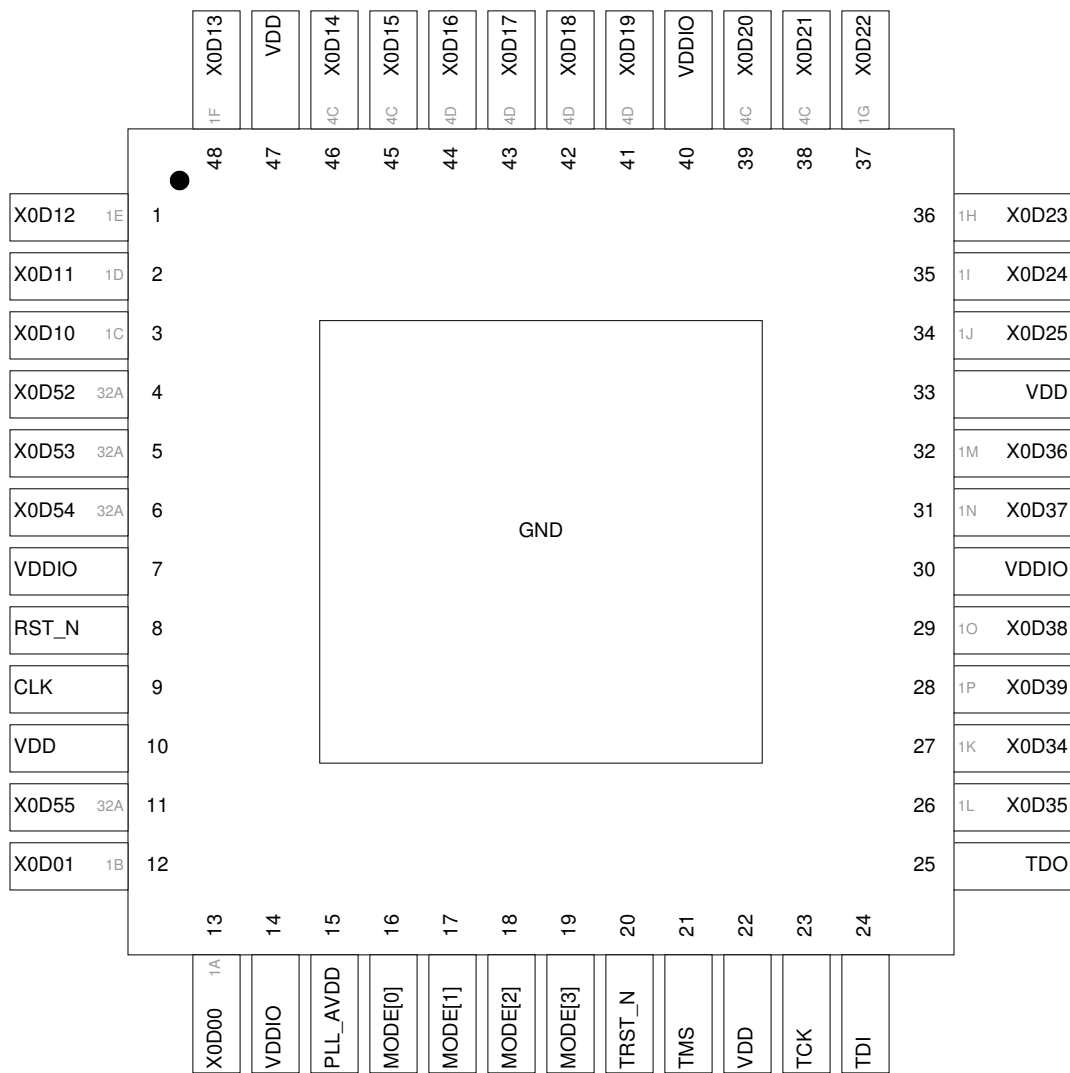 X0D13 1F
VDD
X0D14 4C
X0D15 4C
X0D16 4D
X0D17 4D
X0D18 4D
X0D19 4D
VDDIO
X0D20 4C
X0D21 4C
X0D22 1G
48 47 46 45 44 43 42 41 40 39 38 37
X0D12 1E 1
X0D11 1D 2
X0D10 1C 3
X0D52 32A 4
X0D53 32A 5
X0D54 32A 6
VDDIO 7
RST_N 8
CLK 9
VDD 10
X0D55 32A 11
X0D01 1B 12
GND
36 1H X0D23
35 1I X0D24
34 1J X0D25
33 VDD
32 1M X0D36
31 1N X0D37
30 VDDIO
29 1O X0D38
28 1P X0D39
27 1K X0D34
26 1L X0D35
25 TDO
13 14 15 16 17 18 19 20 21 22 23 24
X0D00 1A
VDDIO
PLL_AVDD
MODE[0]
MODE[1]
MODE[2]
MODE[3]
TRST_N
TMS
VDD
TCK
TDI